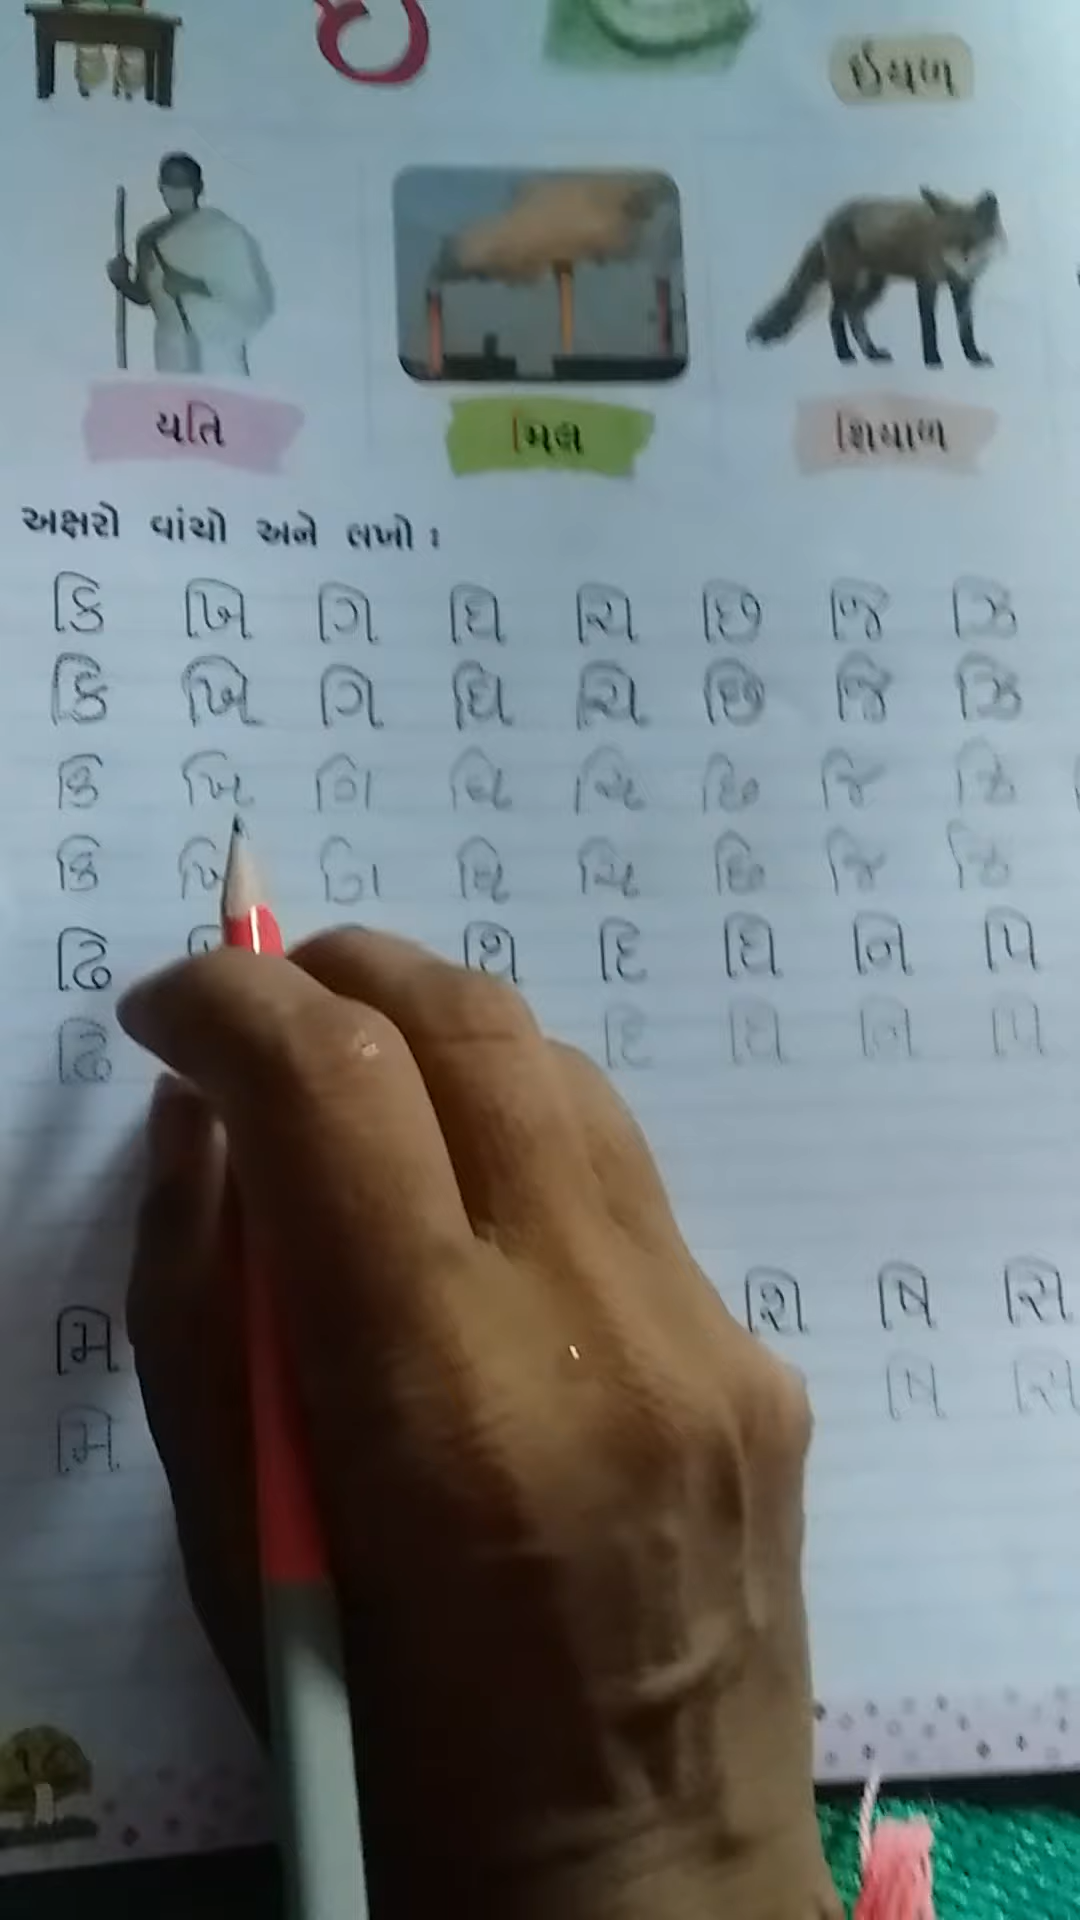 ઈયળ
યતિ મિલ શિયાળ
અક્ષરો વાંચો અને લખો :
કિ ખિ ગિ ઘિ ચિ છિ જિ ઝિ
કિ ખિ ગિ ઘિ ચિ છિ જિ ઝિ
કિ ખિ ગિ ઘિ ચિ છિ જિ ઝિ
કિ ખિ ગિ ઘિ ચિ છિ જિ ઝિ
ઢિ થિ દિ ધિ નિ પિ
ઢિ દિ ધિ નિ પિ
મિ શિ ષિ સિ
મિ ષિ સિ